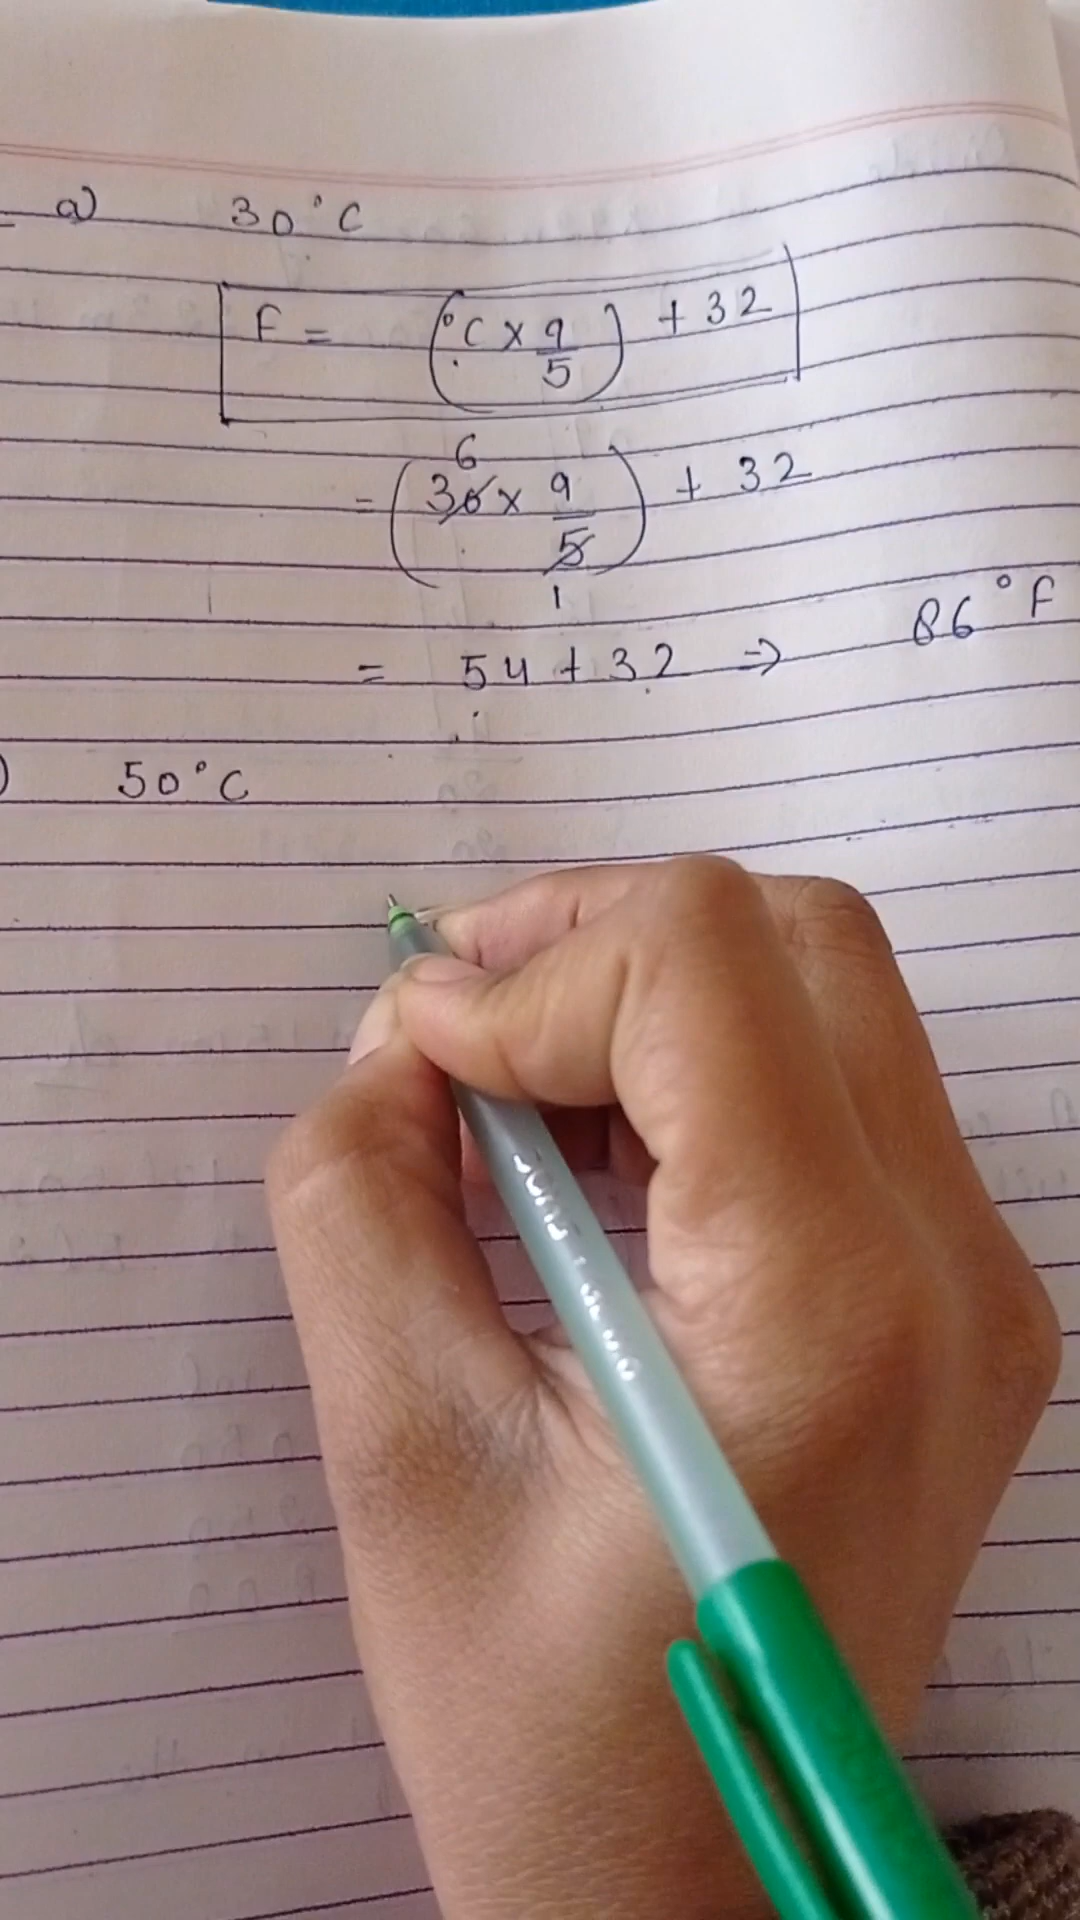 a) 30°C
F = (°C × 9/5) + 32
= (30 × 9/5) + 32
6
1
= 54 + 32 ⇒ 86°F
) 50°C